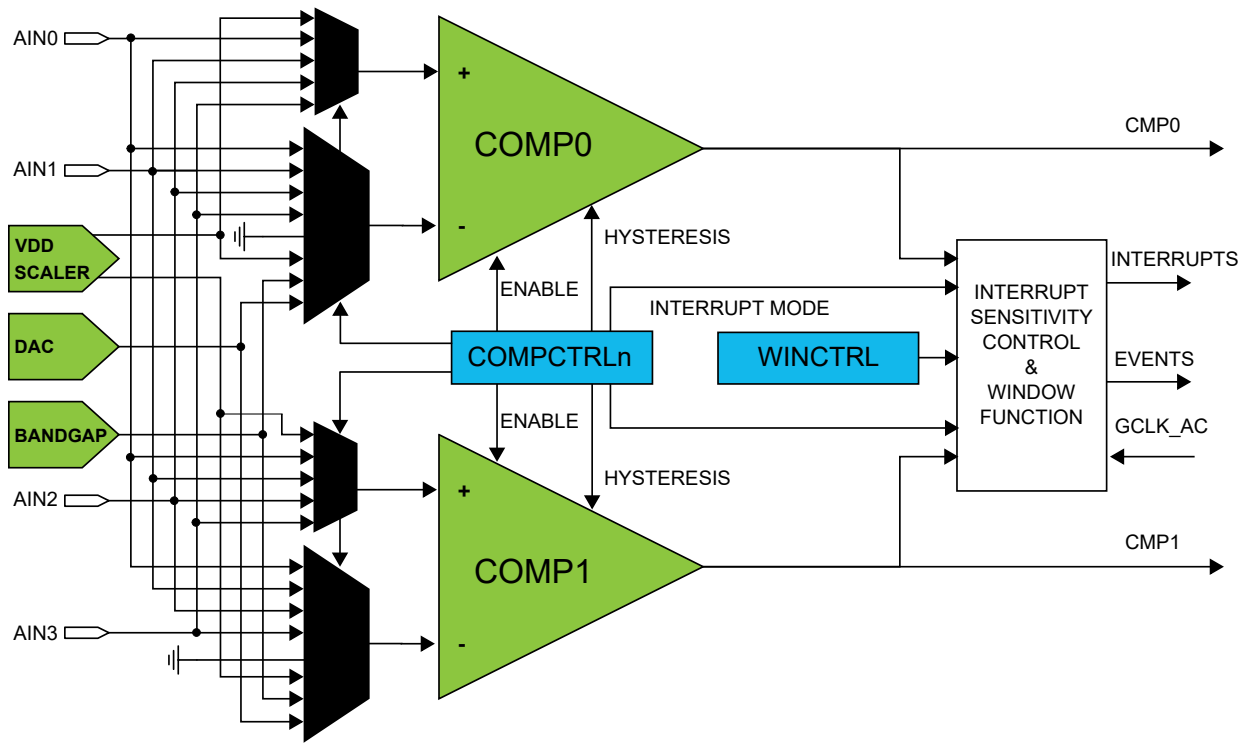 AIN0
+
COMP0
CMP0
AIN1
-
VDD
SCALER
HYSTERESIS
ENABLE
INTERRUPT MODE
INTERRUPT
SENSITIVITY
CONTROL
&
WINDOW
FUNCTION
INTERRUPTS
DAC
COMPCTRLn
WINCTRL
EVENTS
ENABLE
BANDGAP
GCLK_AC
HYSTERESIS
AIN2
+
COMP1
CMP1
AIN3
-